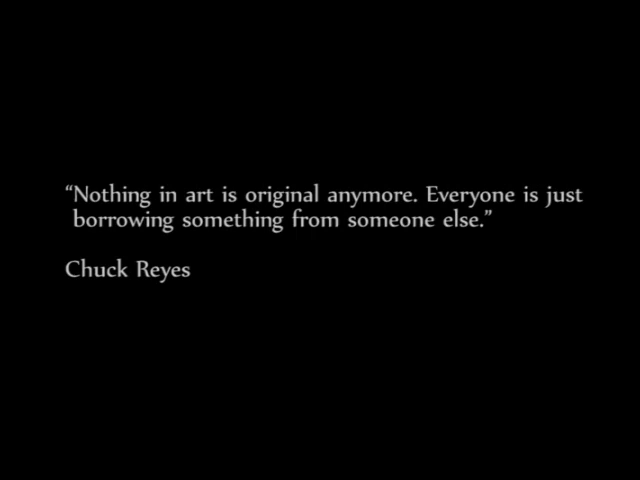 “Nothing in art is original anymore. Everyone is just
borrowing something from someone else.”
Chuck Reyes